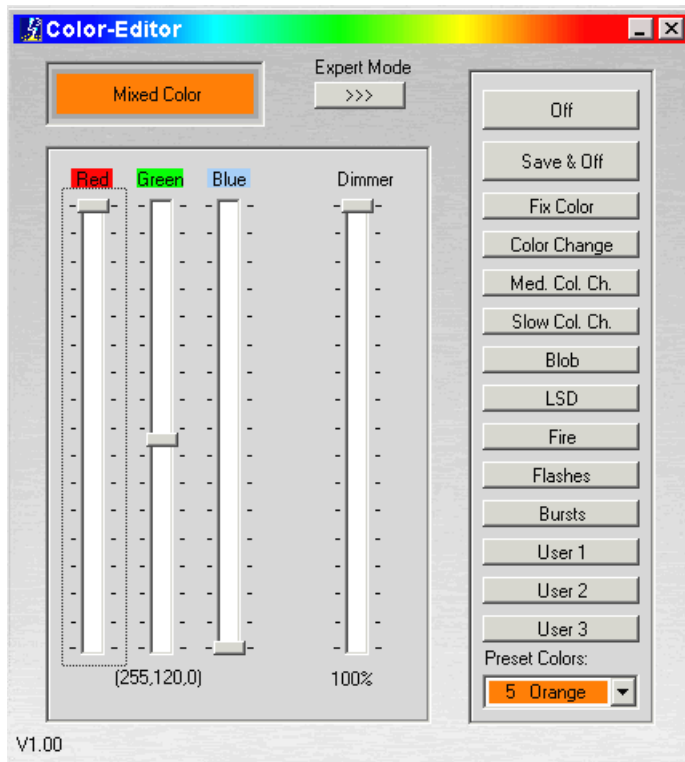 Color-Editor
Mixed Color
Expert Mode
>>>
Red Green Blue Dimmer
(255,120,0) 100%
Off
Save & Off
Fix Color
Color Change
Med. Col. Ch.
Slow Col. Ch.
Blob
LSD
Fire
Flashes
Bursts
User 1
User 2
User 3
Preset Colors:
5 Orange
V1.00